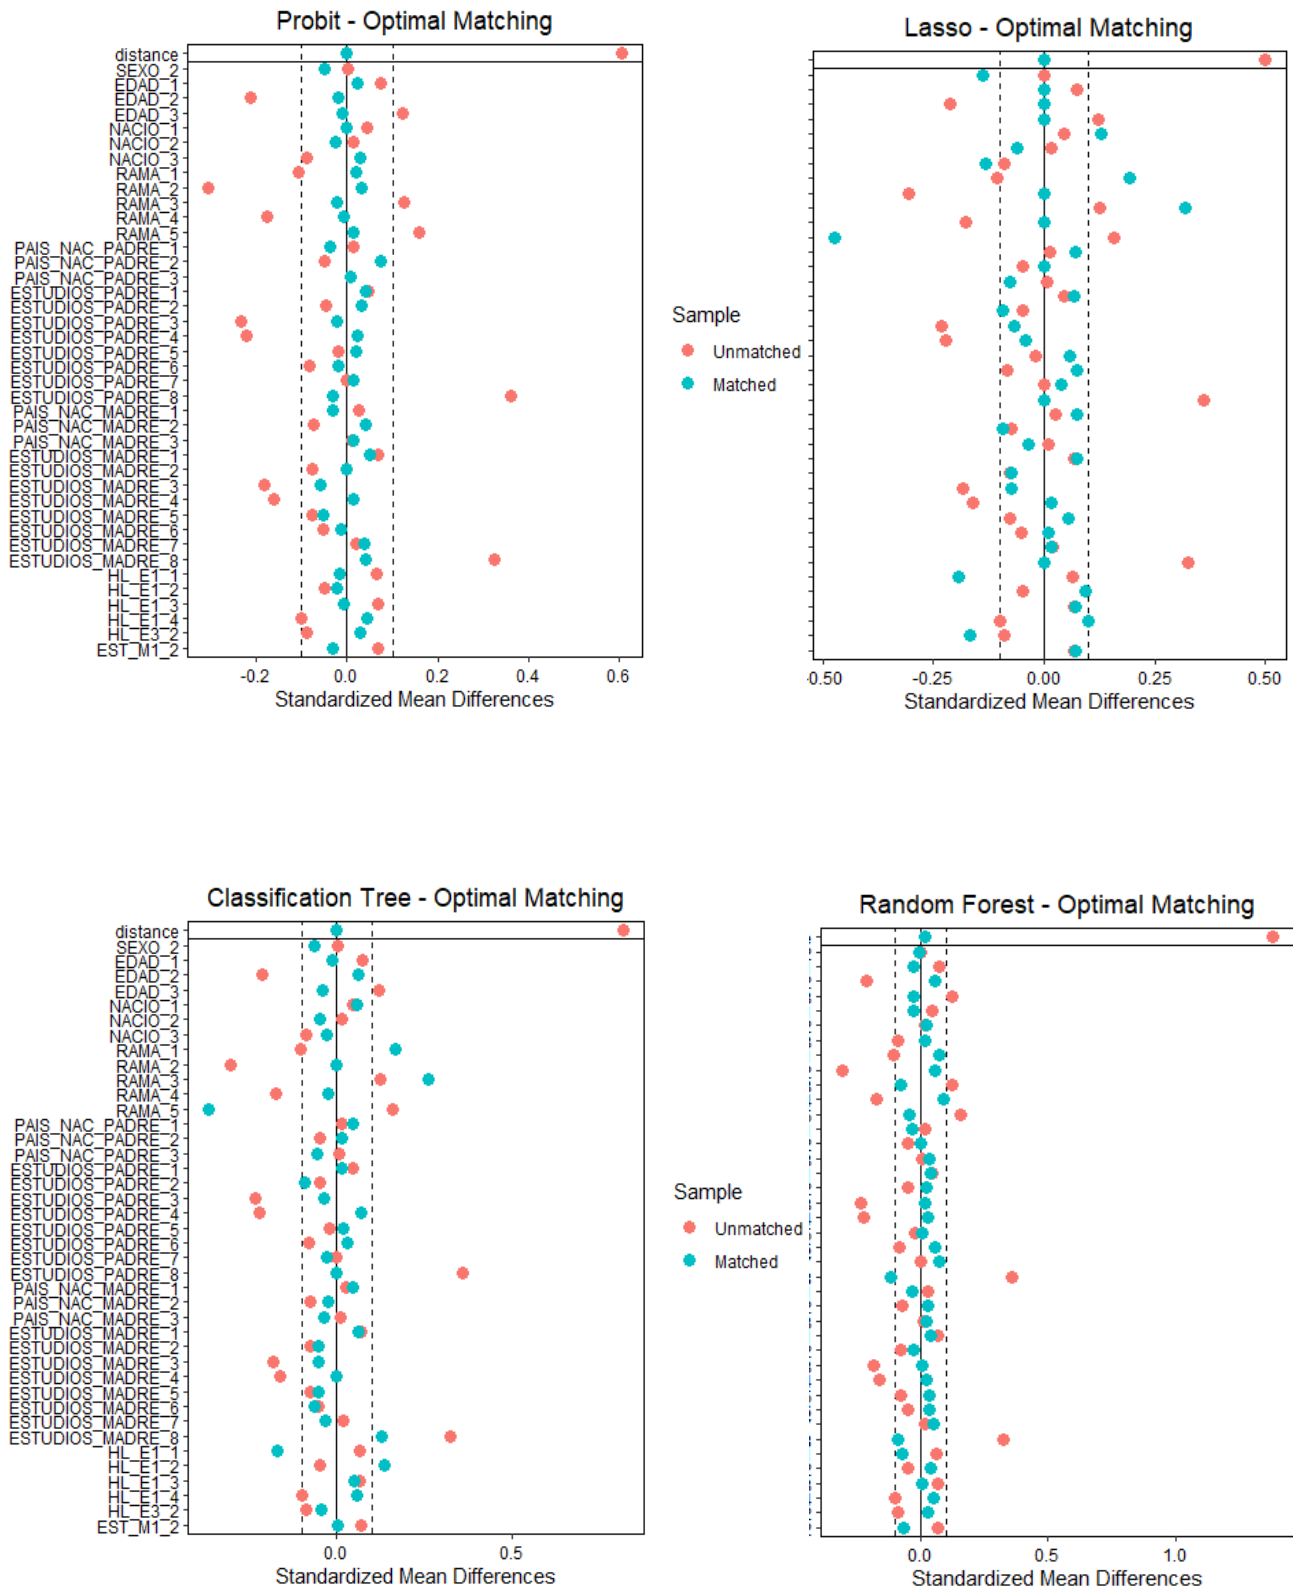 Probit - Optimal Matching
distance
SEXO_2
EDAD_1
EDAD_2
EDAD_3
NACIO_1
NACIO_2
NACIO_3
RAMA_1
RAMA_2
RAMA_3
RAMA_4
RAMA_5
PAIS_NAC_PADRE_1
PAIS_NAC_PADRE_2
PAIS_NAC_PADRE_3
ESTUDIOS_PADRE_1
ESTUDIOS_PADRE_2
ESTUDIOS_PADRE_3
ESTUDIOS_PADRE_4
ESTUDIOS_PADRE_5
ESTUDIOS_PADRE_6
ESTUDIOS_PADRE_7
ESTUDIOS_PADRE_8
PAIS_NAC_MADRE_1
PAIS_NAC_MADRE_2
PAIS_NAC_MADRE_3
ESTUDIOS_MADRE_1
ESTUDIOS_MADRE_2
ESTUDIOS_MADRE_3
ESTUDIOS_MADRE_4
ESTUDIOS_MADRE_5
ESTUDIOS_MADRE_6
ESTUDIOS_MADRE_7
ESTUDIOS_MADRE_8
HL_E1_1
HL_E1_2
HL_E1_3
HL_E1_4
HL_E3_2
EST_M1_2
-0.2 0.0 0.2 0.4 0.6
Standardized Mean Differences
Sample
Unmatched
Matched
Lasso - Optimal Matching
-0.50 -0.25 0.00 0.25 0.50
Standardized Mean Differences
Classification Tree - Optimal Matching
distance
SEXO_2
EDAD_1
EDAD_2
EDAD_3
NACIO_1
NACIO_2
NACIO_3
RAMA_1
RAMA_2
RAMA_3
RAMA_4
RAMA_5
PAIS_NAC_PADRE_1
PAIS_NAC_PADRE_2
PAIS_NAC_PADRE_3
ESTUDIOS_PADRE_1
ESTUDIOS_PADRE_2
ESTUDIOS_PADRE_3
ESTUDIOS_PADRE_4
ESTUDIOS_PADRE_5
ESTUDIOS_PADRE_6
ESTUDIOS_PADRE_7
ESTUDIOS_PADRE_8
PAIS_NAC_MADRE_1
PAIS_NAC_MADRE_2
PAIS_NAC_MADRE_3
ESTUDIOS_MADRE_1
ESTUDIOS_MADRE_2
ESTUDIOS_MADRE_3
ESTUDIOS_MADRE_4
ESTUDIOS_MADRE_5
ESTUDIOS_MADRE_6
ESTUDIOS_MADRE_7
ESTUDIOS_MADRE_8
HL_E1_1
HL_E1_2
HL_E1_3
HL_E1_4
HL_E3_2
EST_M1_2
0.0 0.5
Standardized Mean Differences
Sample
Unmatched
Matched
Random Forest - Optimal Matching
0.0 0.5 1.0
Standardized Mean Differences